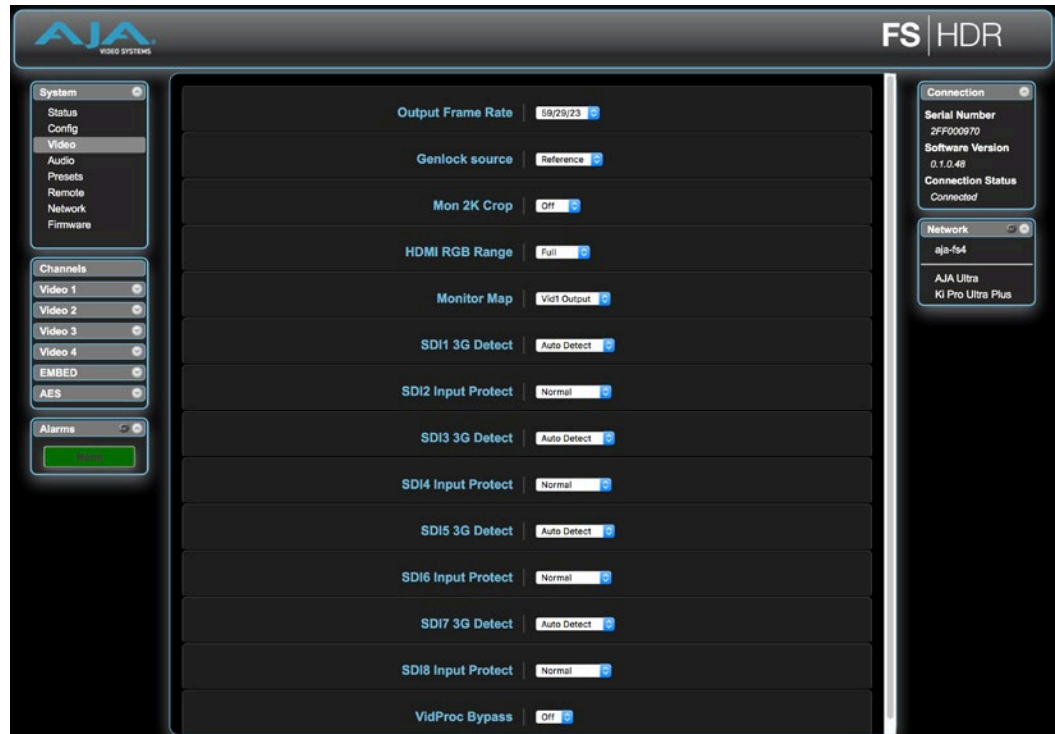 AJA
VIDEO SYSTEMS
FS|HDR
System
Status
Config
Video
Audio
Presets
Remote
Network
Firmware
Channels
Video 1
Video 2
Video 3
Video 4
EMBED
AES
Alarms
None
Output Frame Rate 59/29/23
Genlock source Reference
Mon 2K Crop Off
HDMI RGB Range Full
Monitor Map Vid1 Output
SDI1 3G Detect Auto Detect
SDI2 Input Protect Normal
SDI3 3G Detect Auto Detect
SDI4 Input Protect Normal
SDI5 3G Detect Auto Detect
SDI6 Input Protect Normal
SDI7 3G Detect Auto Detect
SDI8 Input Protect Normal
VidProc Bypass Off
Connection
Serial Number
2FF000970
Software Version
0.1.0.48
Connection Status
Connected
Network
aja-fs4
AJA Ultra
Ki Pro Ultra Plus